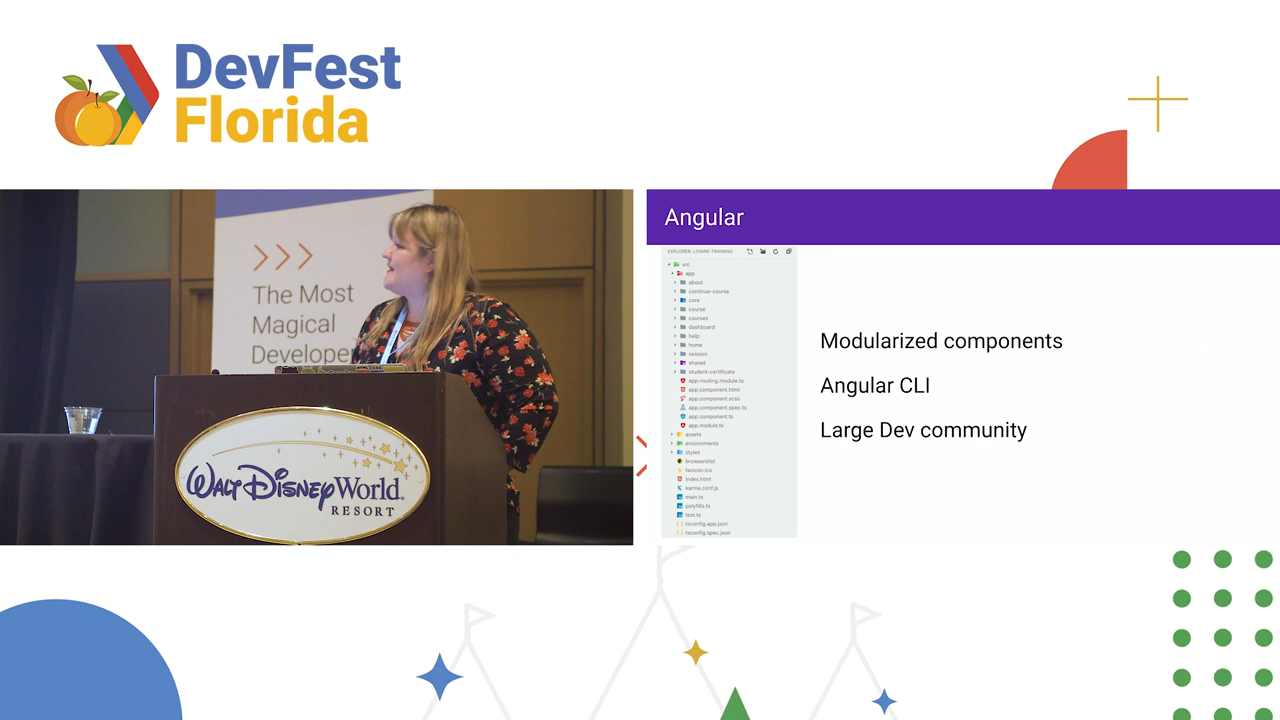 DevFest
Florida
>>>
The Most
Magical
Develope
WALT DISNEY World
RESORT
Angular
EXPLORER: LOIANE-TRAINING
src
app
about
continue-course
core
course
courses
dashboard
help
home
session
shared
student-certificate
app-routing.module.ts
app.component.html
app.component.scss
app.component.spec.ts
app.component.ts
app.module.ts
assets
environments
styles
browserslist
favicon.ico
index.html
karma.conf.js
main.ts
polyfills.ts
test.ts
tsconfig.app.json
tsconfig.spec.json
Modularized components
Angular CLI
Large Dev community